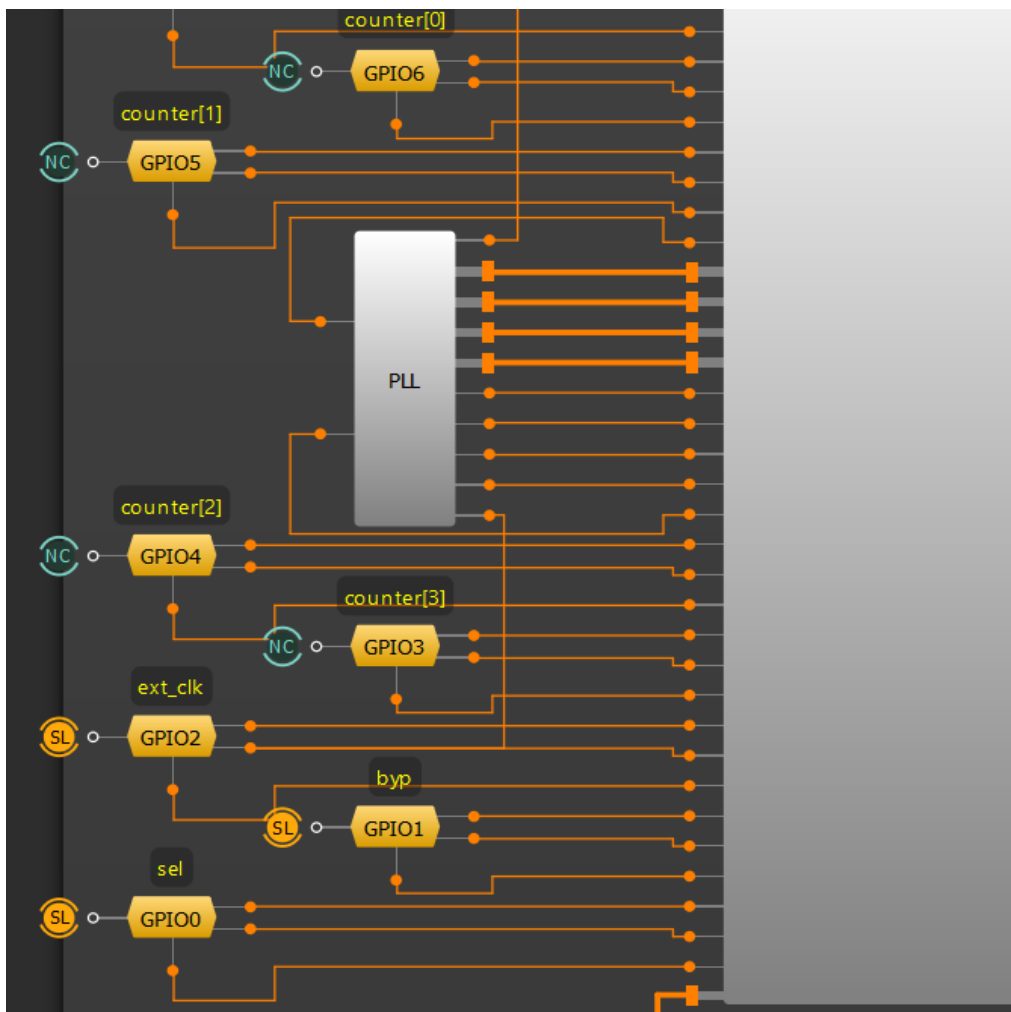 counter[0]
NC
GPIO6
counter[1]
NC
GPIO5
PLL
counter[2]
NC
GPIO4
counter[3]
NC
GPIO3
ext_clk
SL
GPIO2
byp
SL
GPIO1
sel
SL
GPIO0